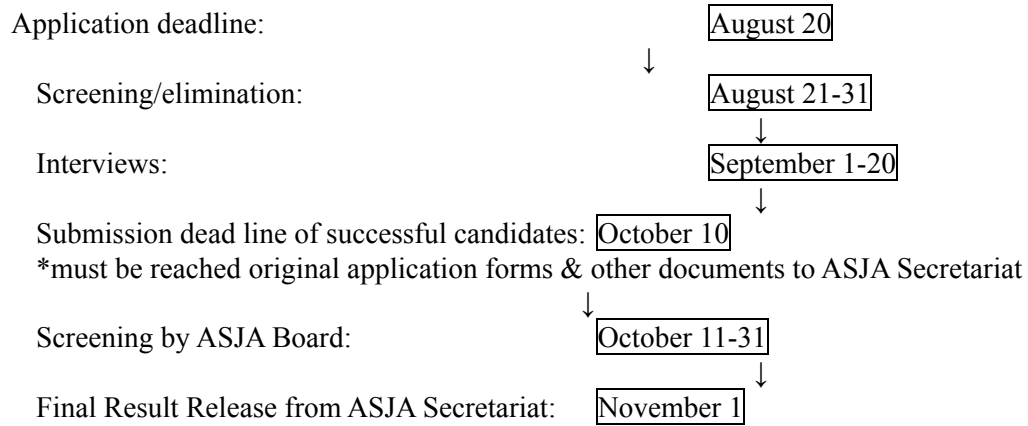 Application deadline: August 20
↓
Screening/elimination: August 21-31
↓
Interviews: September 1-20
↓
Submission dead line of successful candidates: October 10
*must be reached original application forms & other documents to ASJA Secretariat
↓
Screening by ASJA Board: October 11-31
↓
Final Result Release from ASJA Secretariat: November 1